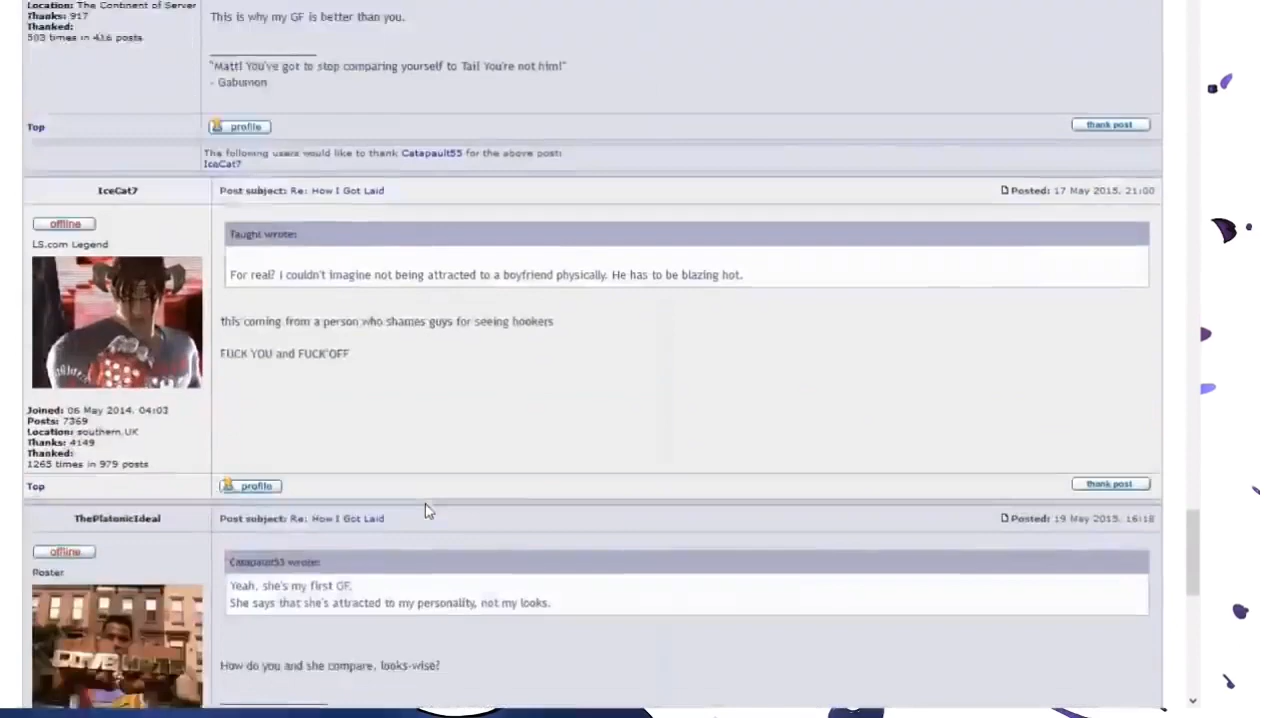 Location: The Continent of Server
Thanks: 917
Thanked:
503 times in 416 posts
This is why my GF is better than you.
"Matt! You've got to stop comparing yourself to Tai! You're not him!"
- Gabumon
Top
profile
thank post
The following users would like to thank Catapault53 for the above post:
IceCat7
IceCat7
Post subject: Re: How I Got Laid
Posted: 17 May 2015, 21:00
offline
LS.com Legend
Taught wrote:
For real? I couldn't imagine not being attracted to a boyfriend physically. He has to be blazing hot.
this coming from a person who shames guys for seeing hookers
FUCK YOU and FUCK OFF
Joined: 06 May 2014, 04:03
Posts: 7369
Location: southern UK
Thanks: 4149
Thanked:
1265 times in 979 posts
Top
profile
thank post
ThePlatonicIdeal
Post subject: Re: How I Got Laid
Posted: 19 May 2015, 16:18
offline
Poster
Catapault53 wrote:
Yeah, she's my first GF.
She says that she's attracted to my personality, not my looks.
How do you and she compare, looks-wise?